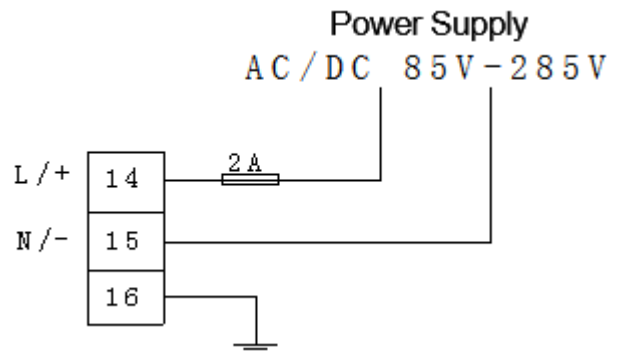 Power Supply
AC/DC 85V-285V
2A
L/+ 14
N/- 15
16